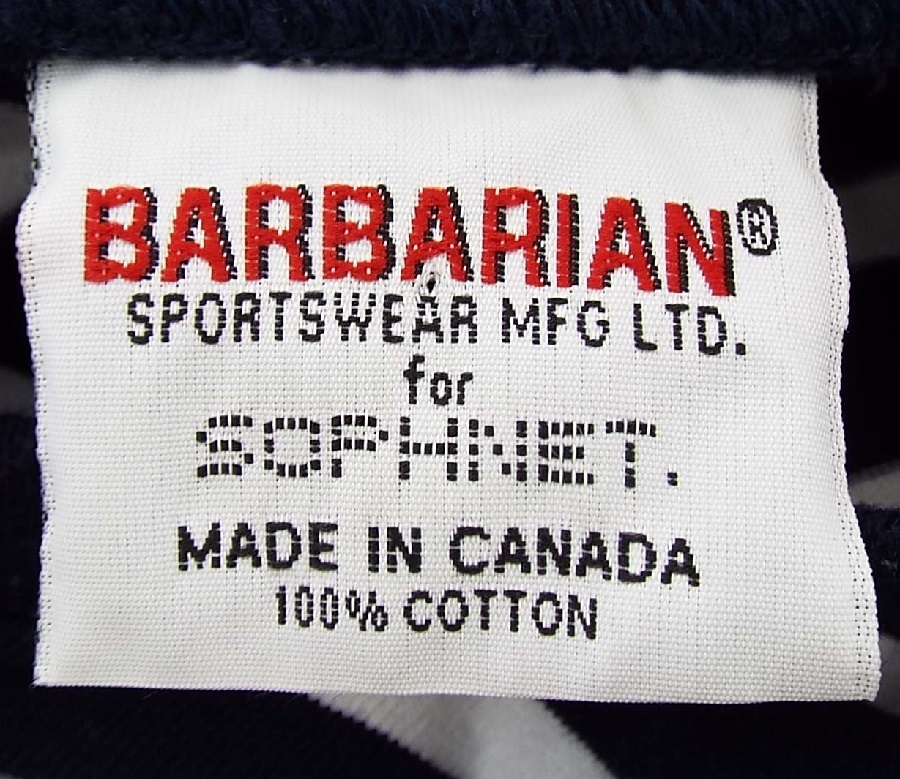 BARBARIAN®
SPORTSWEAR MFG LTD.
for
SOPHNET.
MADE IN CANADA
100% COTTON